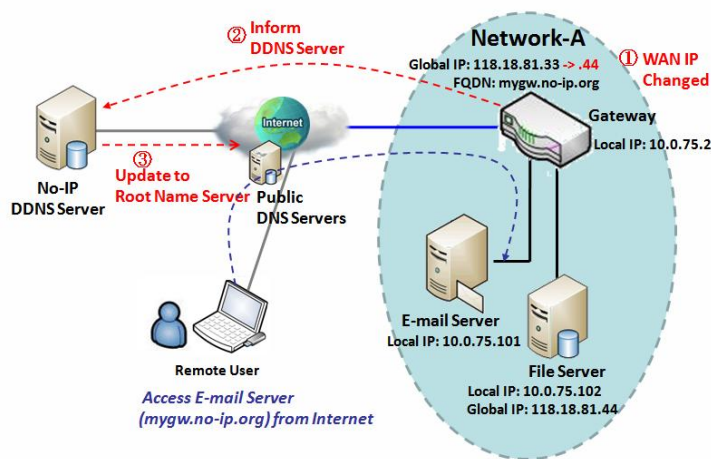 ② Inform
DDNS Server
Network-A
Global IP: 118.18.81.33 -> .44
FQDN: mygw.no-ip.org
① WAN IP
Changed
Gateway
Local IP: 10.0.75.2
Internet
③
Update to
Root Name Server
No-IP
DDNS Server
Public
DNS Servers
E-mail Server
Local IP: 10.0.75.101
Remote User
File Server
Local IP: 10.0.75.102
Global IP: 118.18.81.44
Access E-mail Server
(mygw.no-ip.org) from Internet